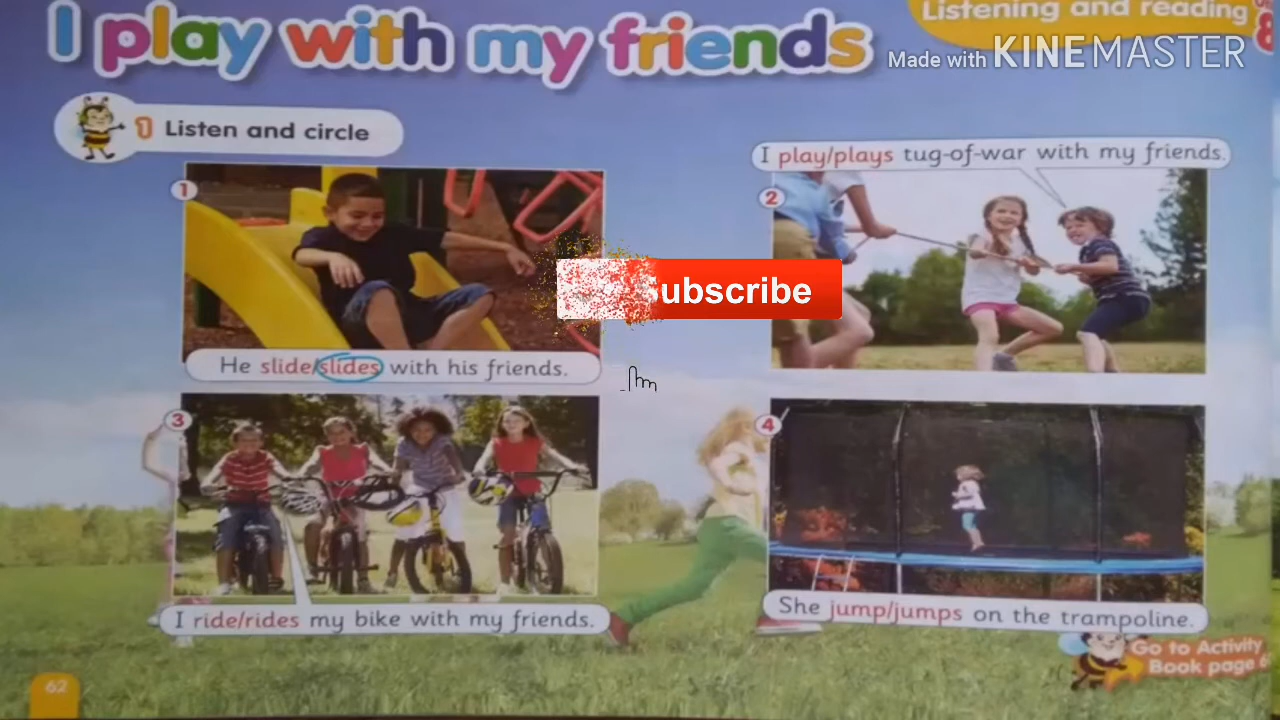 I play with my friends
Listening and reading
8
Made with KINEMASTER
1 Listen and circle
1
He slide/slides with his friends.
I play/plays tug-of-war with my friends.
2
ubscribe
3
I ride/rides my bike with my friends.
4
She jump/jumps on the trampoline.
Go to Activity
Book page 6
62